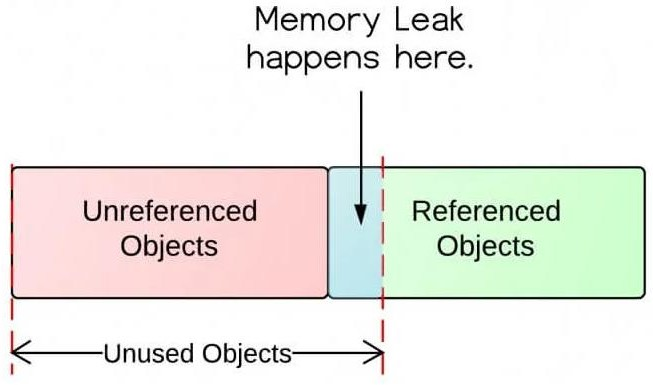 Memory Leak
happens here.
Unreferenced
Objects
Referenced
Objects
Unused Objects